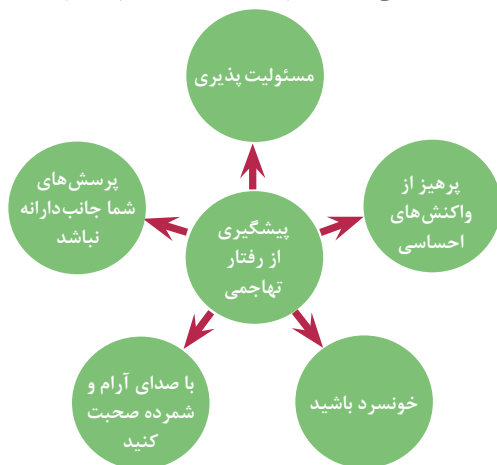 مسئولیت پذیری
پرهیز از
واکنش‌های
احساسی
پرسش‌های
شما جانب‌دارانه
نباشد
پیشگیری
از رفتار
تهاجمی
خونسرد باشید
با صدای آرام و
شمرده صحبت
کنید